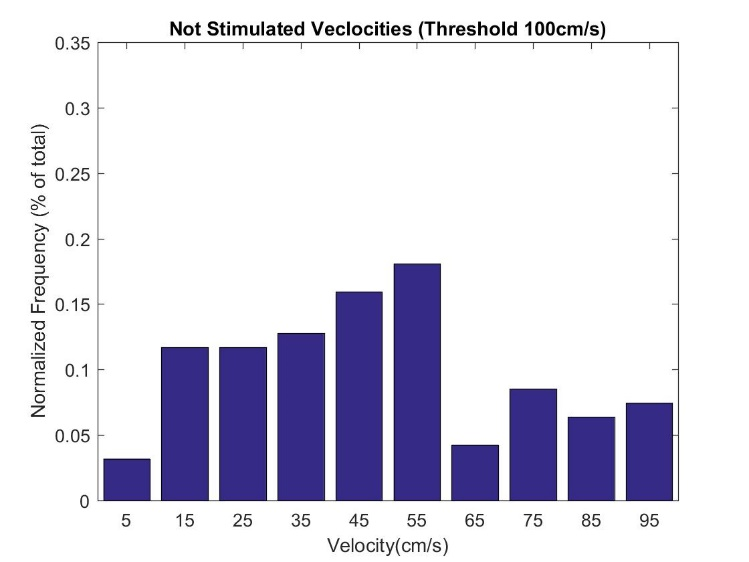 Not Stimulated Veclocities (Threshold 100cm/s)
0.35
0.3
0.25
0.2
0.15
0.1
0.05
0
Normalized Frequency (% of total)
5 15 25 35 45 55 65 75 85 95
Velocity(cm/s)